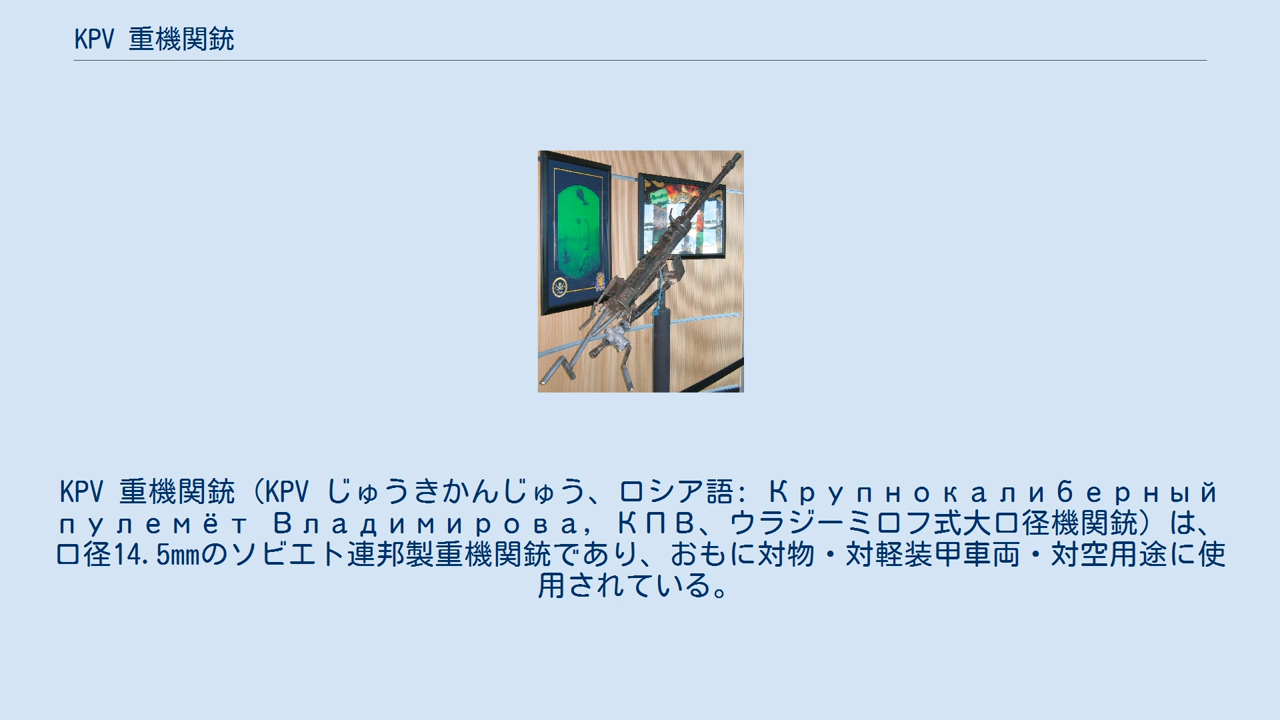 KPV 重機関銃
KPV 重機関銃（KPV じゅうきかんじゅう、ロシア語: Крупнокалиберный
пулемёт Владимирова, КПВ、ウラジーミロフ式大口径機関銃）は、
口径14.5㎜のソビエト連邦製重機関銃であり、おもに対物・対軽装甲車両・対空用途に使
用されている。